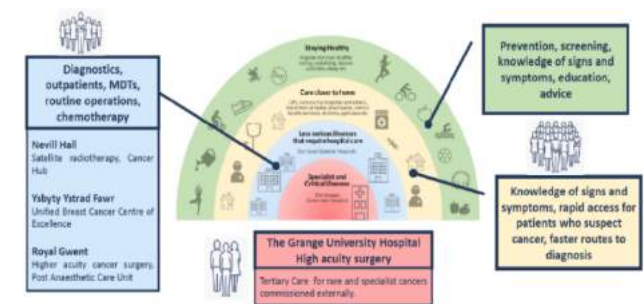 Diagnostics,
outpatients, MDTs,
routine operations,
chemotherapy
Nevill Hall
Satellite radiotherapy, Cancer
Hub
Ysbyty Ystrad Fawr
Unified Breast Cancer Centre of
Excellence
Royal Gwent
Higher acuity cancer surgery,
Post Anaesthetic Care Unit
Staying Healthy
Care closer to home
Less serious illnesses
that require hospital care
Specialist and
Critical Illnesses
The Grange University Hospital
High acuity surgery
Tertiary Care for rare and specialist cancers
commissioned externally.
Prevention, screening,
knowledge of signs and
symptoms, education,
advice
Knowledge of signs and
symptoms, rapid access for
patients who suspect
cancer, faster routes to
diagnosis